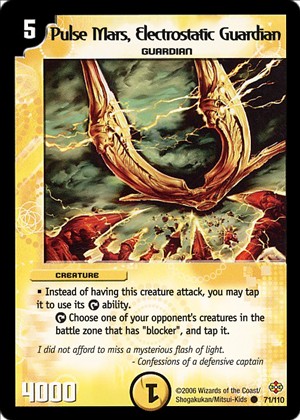 5 Pulse Mars, Electrostatic Guardian
GUARDIAN
CREATURE
▪ Instead of having this creature attack, you may tap
it to use its ability.
Choose one of your opponent's creatures in the
battle zone that has "blocker", and tap it.
I did not afford to miss a mysterious flash of light.
- Confessions of a defensive captain
4000
©2006 Wizards of the Coast/
Shogakukan/Mitsui-Kids ● 71/110